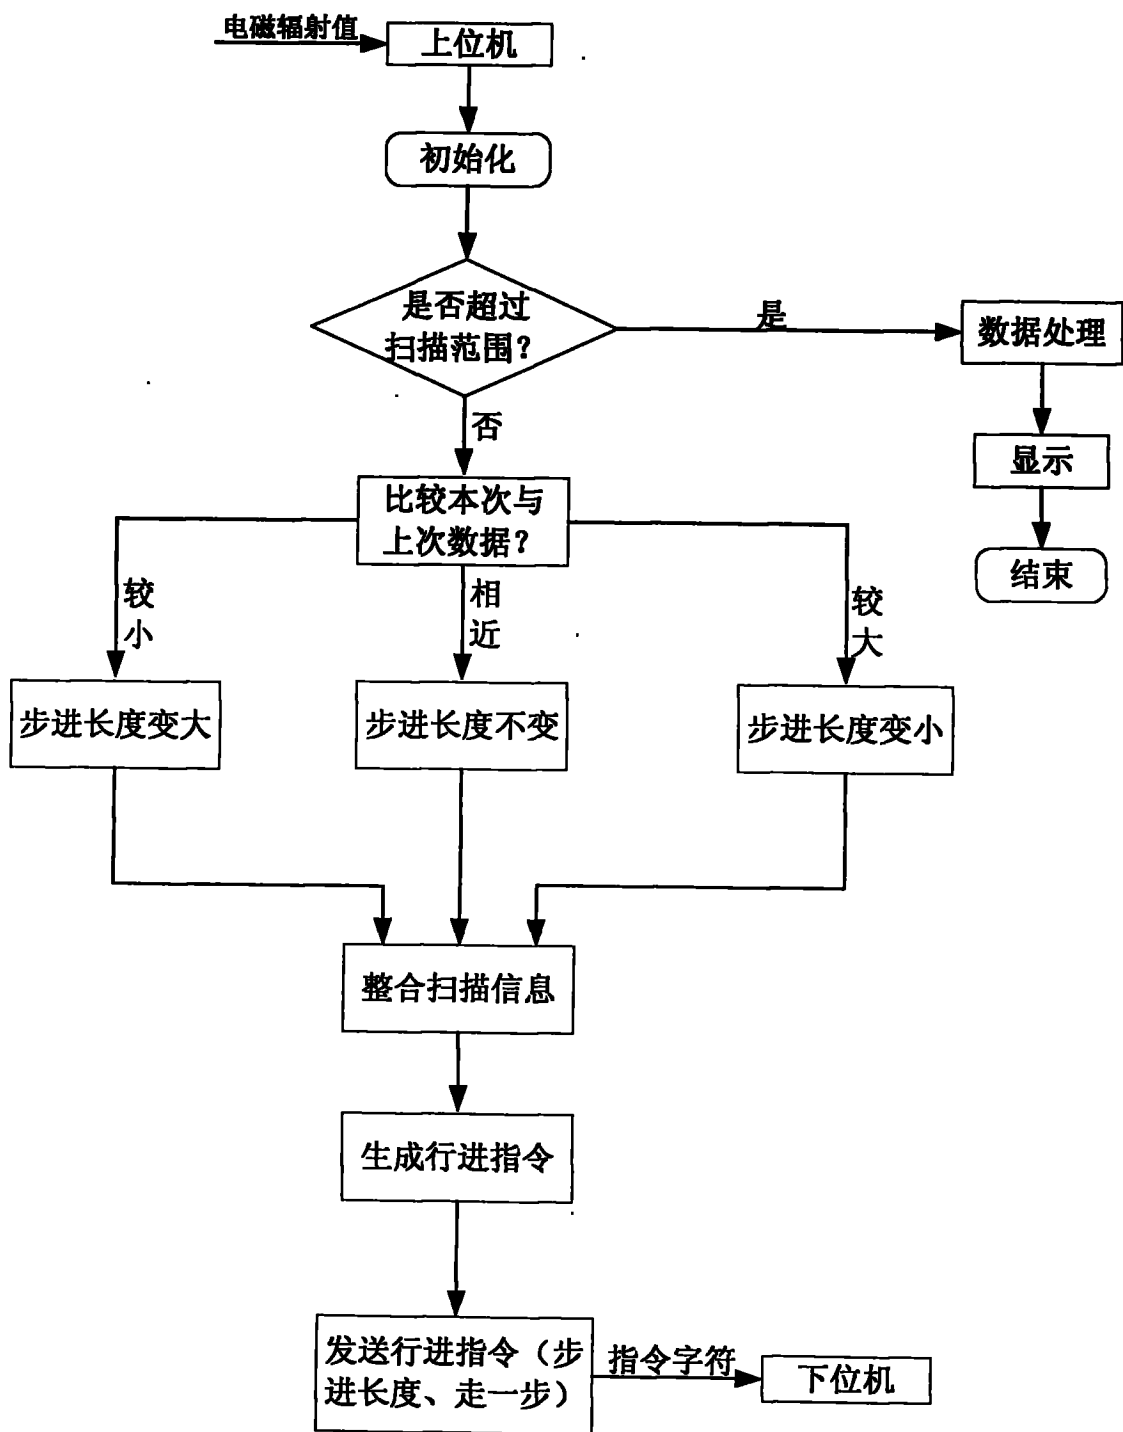 电磁辐射值
上位机
初始化
是否超过
扫描范围？
是
数据处理
显示
结束
否
比较本次与
上次数据？
较小
相近
较大
步进长度变大
步进长度不变
步进长度变小
整合扫描信息
生成行进指令
发送行进指令（步
进长度、走一步）
指令字符
下位机